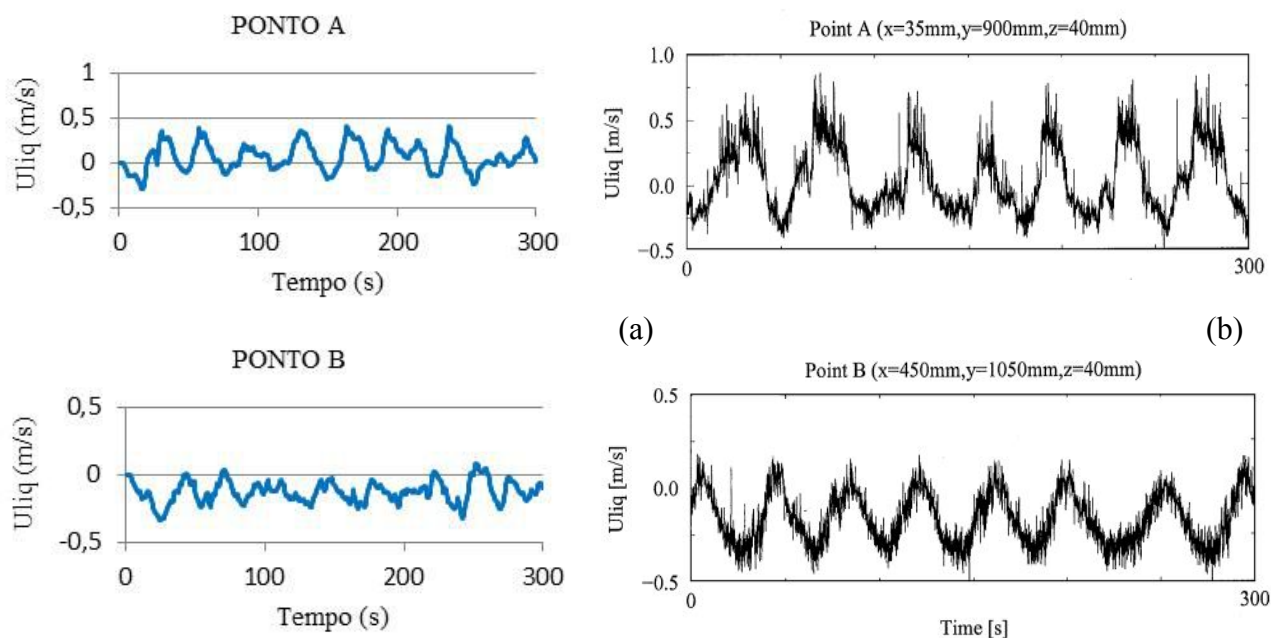 PONTO A
Uliq (m/s)
1
0,5
0
-0,5
0
100
200
300
Tempo (s)
Point A (x=35mm,y=900mm,z=40mm)
Uliq [m/s]
1.0
0.5
0.0
−0.5
0
300
(a)
(b)
PONTO B
Uliq (m/s)
0,5
0
-0,5
0
100
200
300
Tempo (s)
Point B (x=450mm,y=1050mm,z=40mm)
Uliq [m/s]
0.5
0.0
−0.5
0
300
Time [s]